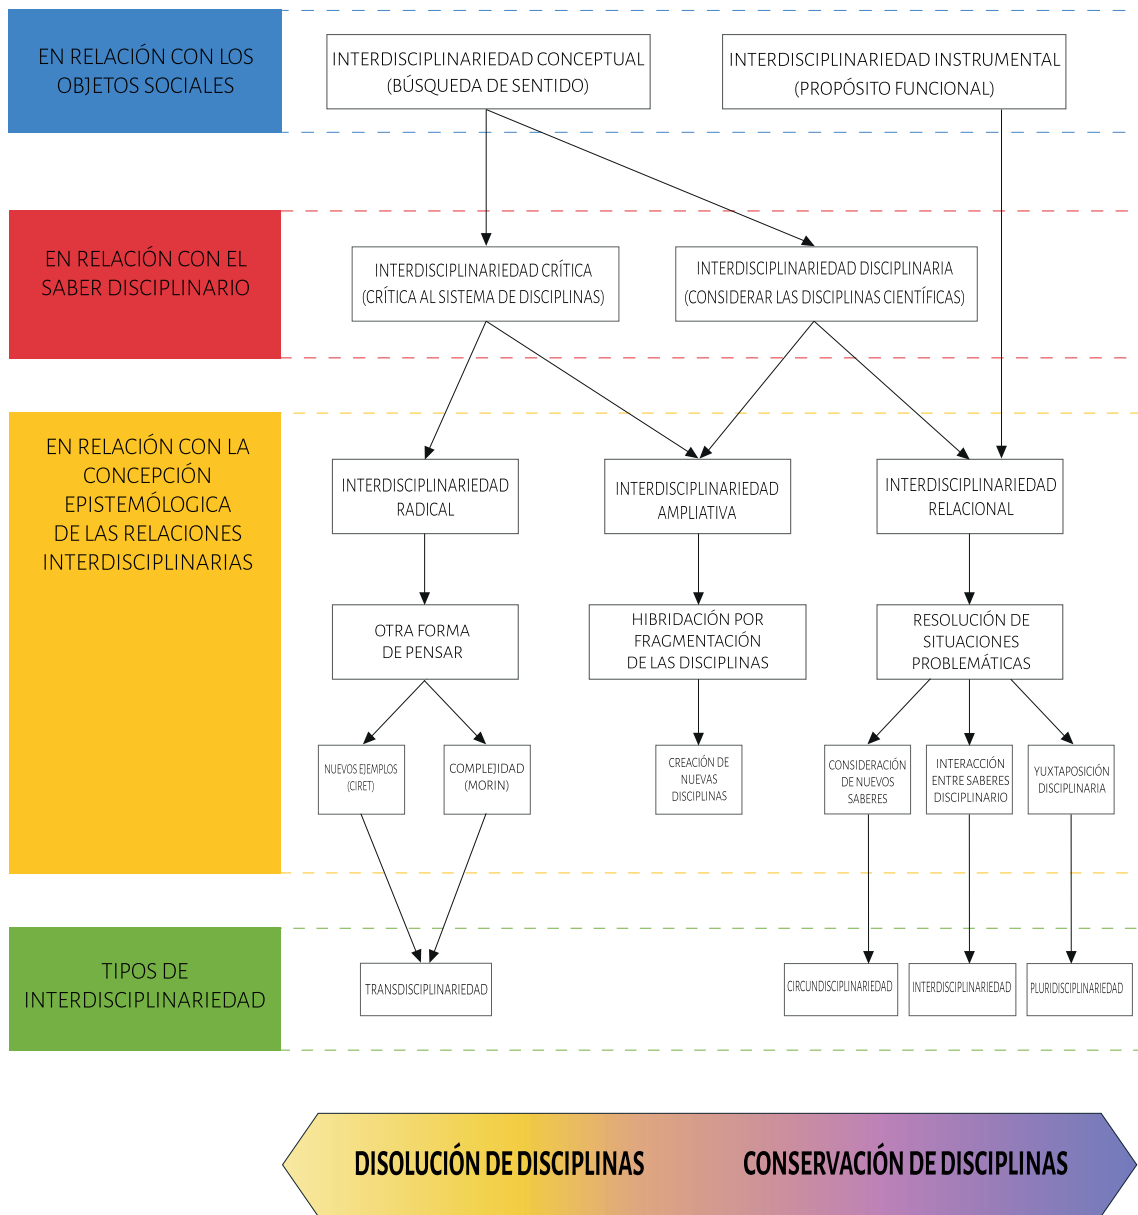 EN RELACIÓN CON LOS
OBJETOS SOCIALES
INTERDISCIPLINARIEDAD CONCEPTUAL
(BÚSQUEDA DE SENTIDO)
INTERDISCIPLINARIEDAD INSTRUMENTAL
(PROPÓSITO FUNCIONAL)
EN RELACIÓN CON EL
SABER DISCIPLINARIO
INTERDISCIPLINARIEDAD CRÍTICA
(CRÍTICA AL SISTEMA DE DISCIPLINAS)
INTERDISCIPLINARIEDAD DISCIPLINARIA
(CONSIDERAR LAS DISCIPLINAS CIENTÍFICAS)
EN RELACIÓN CON LA
CONCEPCIÓN
EPISTEMÓLOGICA
DE LAS RELACIONES
INTERDISCIPLINARIAS
INTERDISCIPLINARIEDAD
RADICAL
INTERDISCIPLINARIEDAD
AMPLIATIVA
INTERDISCIPLINARIEDAD
RELACIONAL
OTRA FORMA
DE PENSAR
HIBRIDACIÓN POR
FRAGMENTACIÓN
DE LAS DISCIPLINAS
RESOLUCIÓN DE
SITUACIONES
PROBLEMÁTICAS
NUEVOS EJEMPLOS
(CIRET)
COMPLEJIDAD
(MORIN)
CREACIÓN DE
NUEVAS
DISCIPLINAS
CONSIDERACIÓN
DE NUEVOS
SABERES
INTERACCIÓN
ENTRE SABERES
DISCIPLINARIO
YUXTAPOSICIÓN
DISCIPLINARIA
TIPOS DE
INTERDISCIPLINARIEDAD
TRANSDISCIPLINARIEDAD
CIRCUNDISCIPLINARIEDAD
INTERDISCIPLINARIEDAD
PLURIDISCIPLINARIEDAD
DISOLUCIÓN DE DISCIPLINAS
CONSERVACIÓN DE DISCIPLINAS